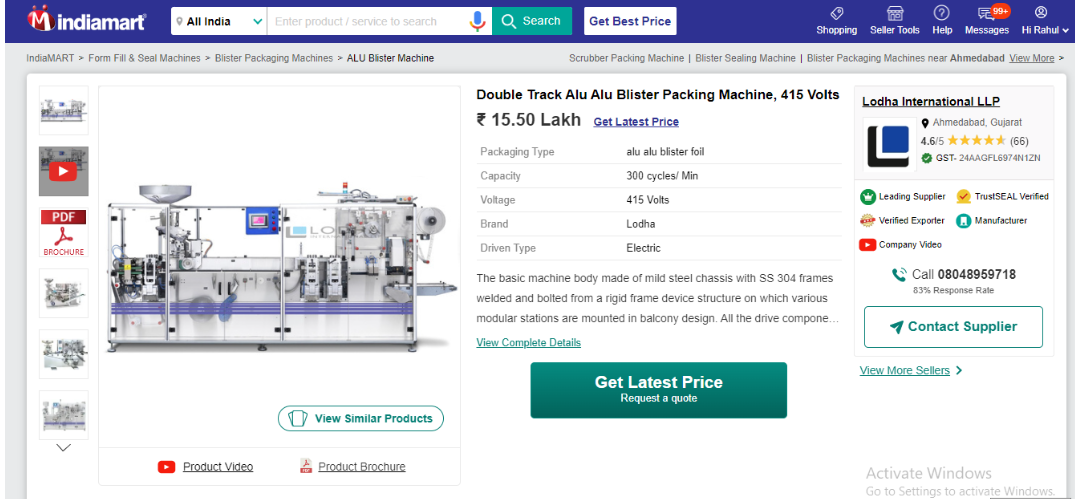 indiamart
All India
Enter product / service to search
Search
Get Best Price
Shopping
Seller Tools
Help
99+
Messages
Hi Rahul
IndiaMART > Form Fill & Seal Machines > Blister Packaging Machines > ALU Blister Machine
Scrubber Packing Machine | Blister Sealing Machine | Blister Packaging Machines near Ahmedabad View More >
PDF
BROCHURE
LODHA
View Similar Products
Product Video
Product Brochure
Double Track Alu Alu Blister Packing Machine, 415 Volts
₹ 15.50 Lakh Get Latest Price
Packaging Type alu alu blister foil
Capacity 300 cycles/ Min
Voltage 415 Volts
Brand Lodha
Driven Type Electric
The basic machine body made of mild steel chassis with SS 304 frames
welded and bolted from a rigid frame device structure on which various
modular stations are mounted in balcony design. All the drive compone...
View Complete Details
Get Latest Price
Request a quote
Lodha International LLP
Ahmedabad, Gujarat
4.6/5 (66)
GST- 24AAGFL6974N1ZN
Leading Supplier TrustSEAL Verified
Verified Exporter Manufacturer
Company Video
Call 08048959718
83% Response Rate
Contact Supplier
View More Sellers >
Activate Windows
Go to Settings to activate Windows.